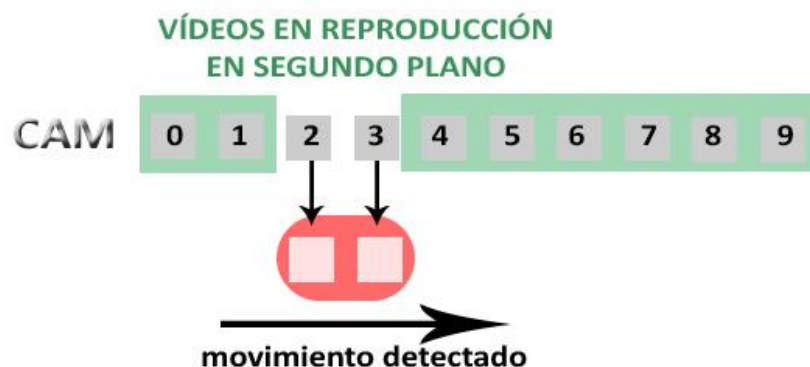 VÍDEOS EN REPRODUCCIÓN
EN SEGUNDO PLANO
CAM 0 1 2 3 4 5 6 7 8 9
movimiento detectado